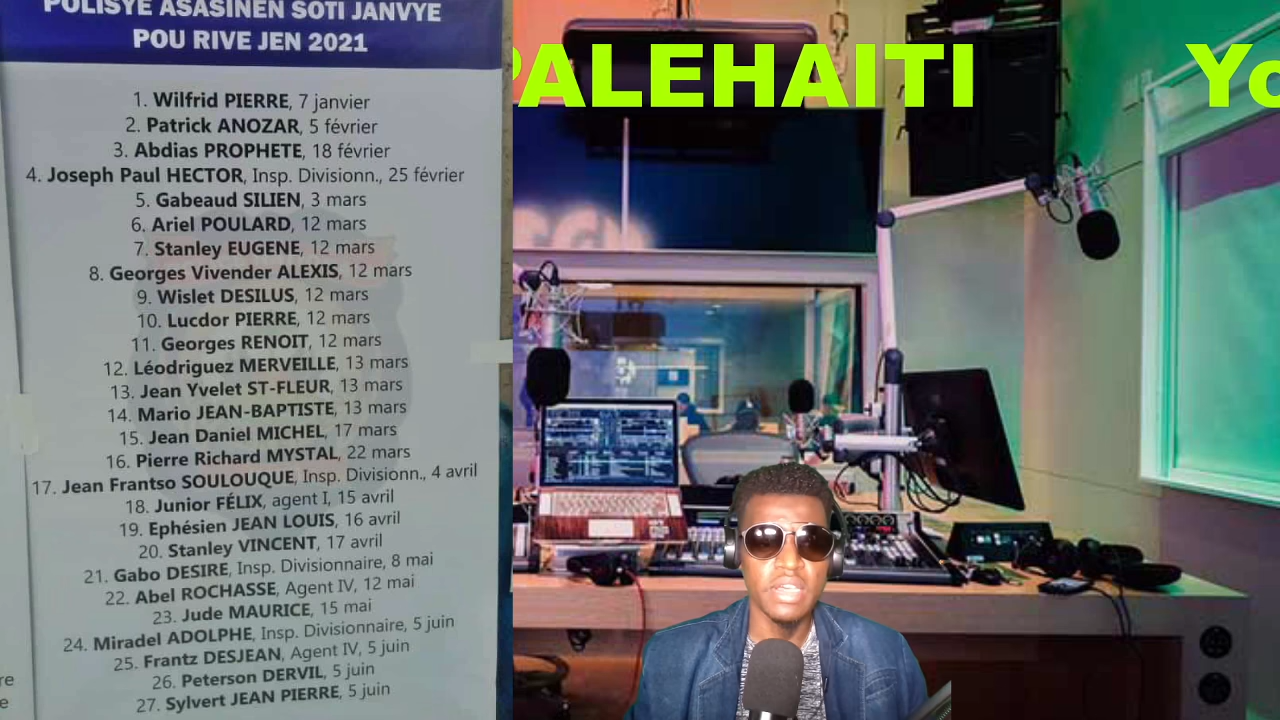 POLISYE ASASINEN SOTI JANVYE
POU RIVE JEN 2021
1. Wilfrid PIERRE, 7 janvier
2. Patrick ANOZAR, 5 février
3. Abdias PROPHETE, 18 février
4. Joseph Paul HECTOR, Insp. Divisionn., 25 février
5. Gabeaud SILIEN, 3 mars
6. Ariel POULARD, 12 mars
7. Stanley EUGENE, 12 mars
8. Georges Vivender ALEXIS, 12 mars
9. Wislet DESILUS, 12 mars
10. Lucdor PIERRE, 12 mars
11. Georges RENOIT, 12 mars
12. Léodriguez MERVEILLE, 13 mars
13. Jean Yvelet ST-FLEUR, 13 mars
14. Mario JEAN-BAPTISTE, 13 mars
15. Jean Daniel MICHEL, 17 mars
16. Pierre Richard MYSTAL, 22 mars
17. Jean Frantso SOULOUQUE, Insp. Divisionn., 4 avril
18. Junior FÉLIX, agent I, 15 avril
19. Ephésien JEAN LOUIS, 16 avril
20. Stanley VINCENT, 17 avril
21. Gabo DESIRE, Insp. Divisionnaire, 8 mai
22. Abel ROCHASSE, Agent IV, 12 mai
23. Jude MAURICE, 15 mai
24. Miradel ADOLPHE, Insp. Divisionnaire, 5 juin
25. Frantz DESJEAN, Agent IV, 5 juin
26. Peterson DERVIL, 5 juin
27. Sylvert JEAN PIERRE, 5 juin
PALEHAITI Yo